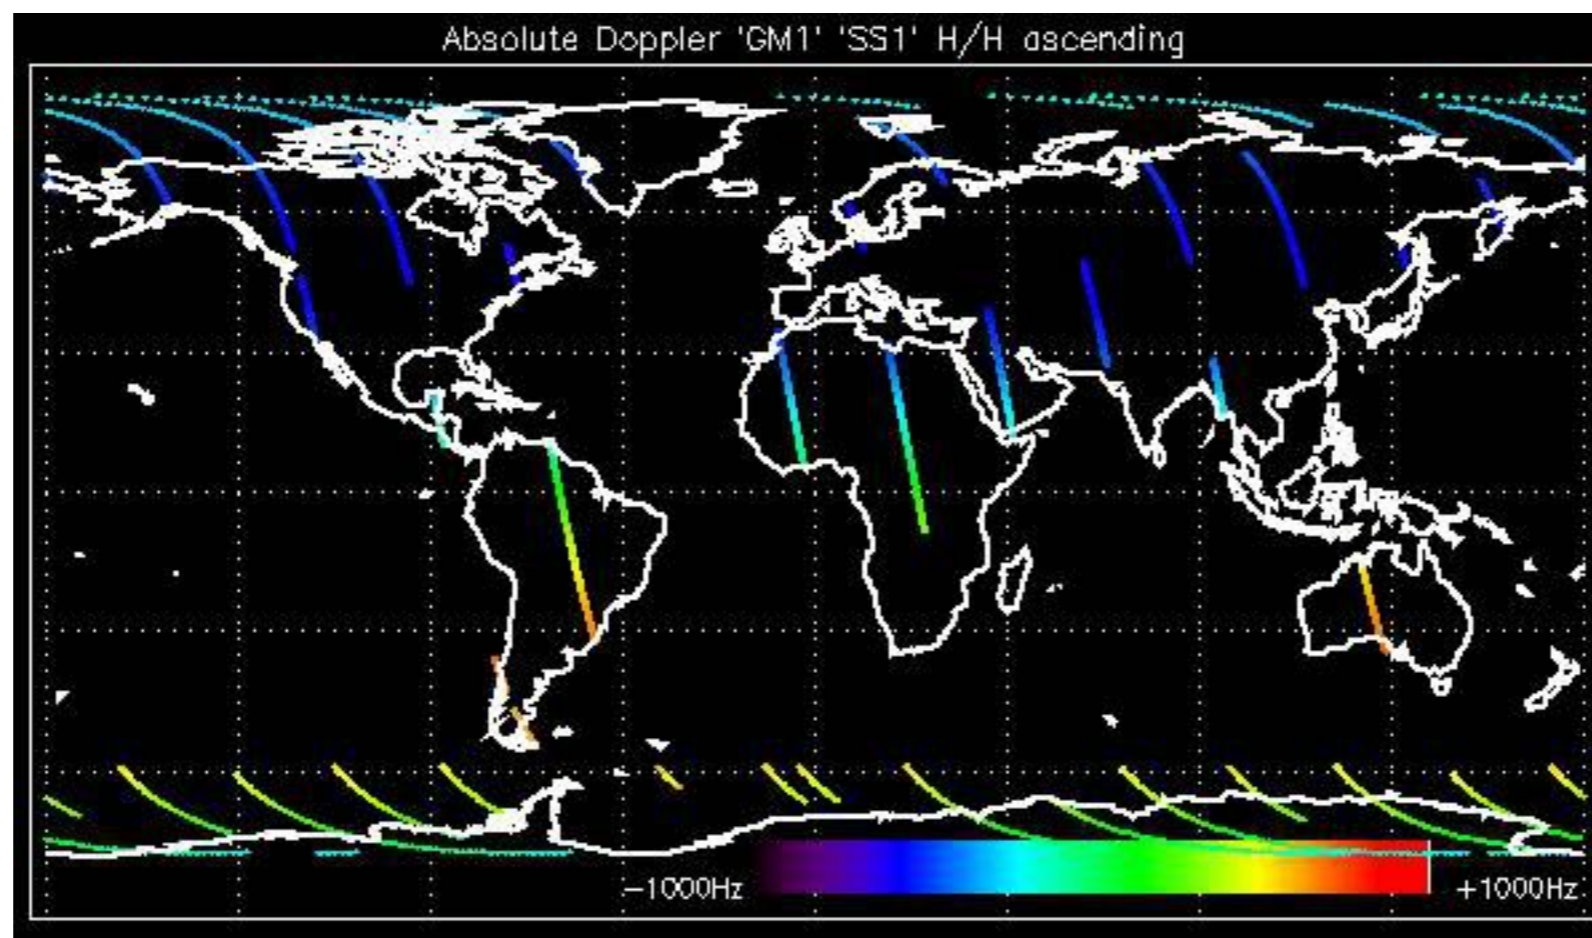 Absolute Doppler 'GM1' 'SS1' H/H ascending
-1000Hz
+1000Hz